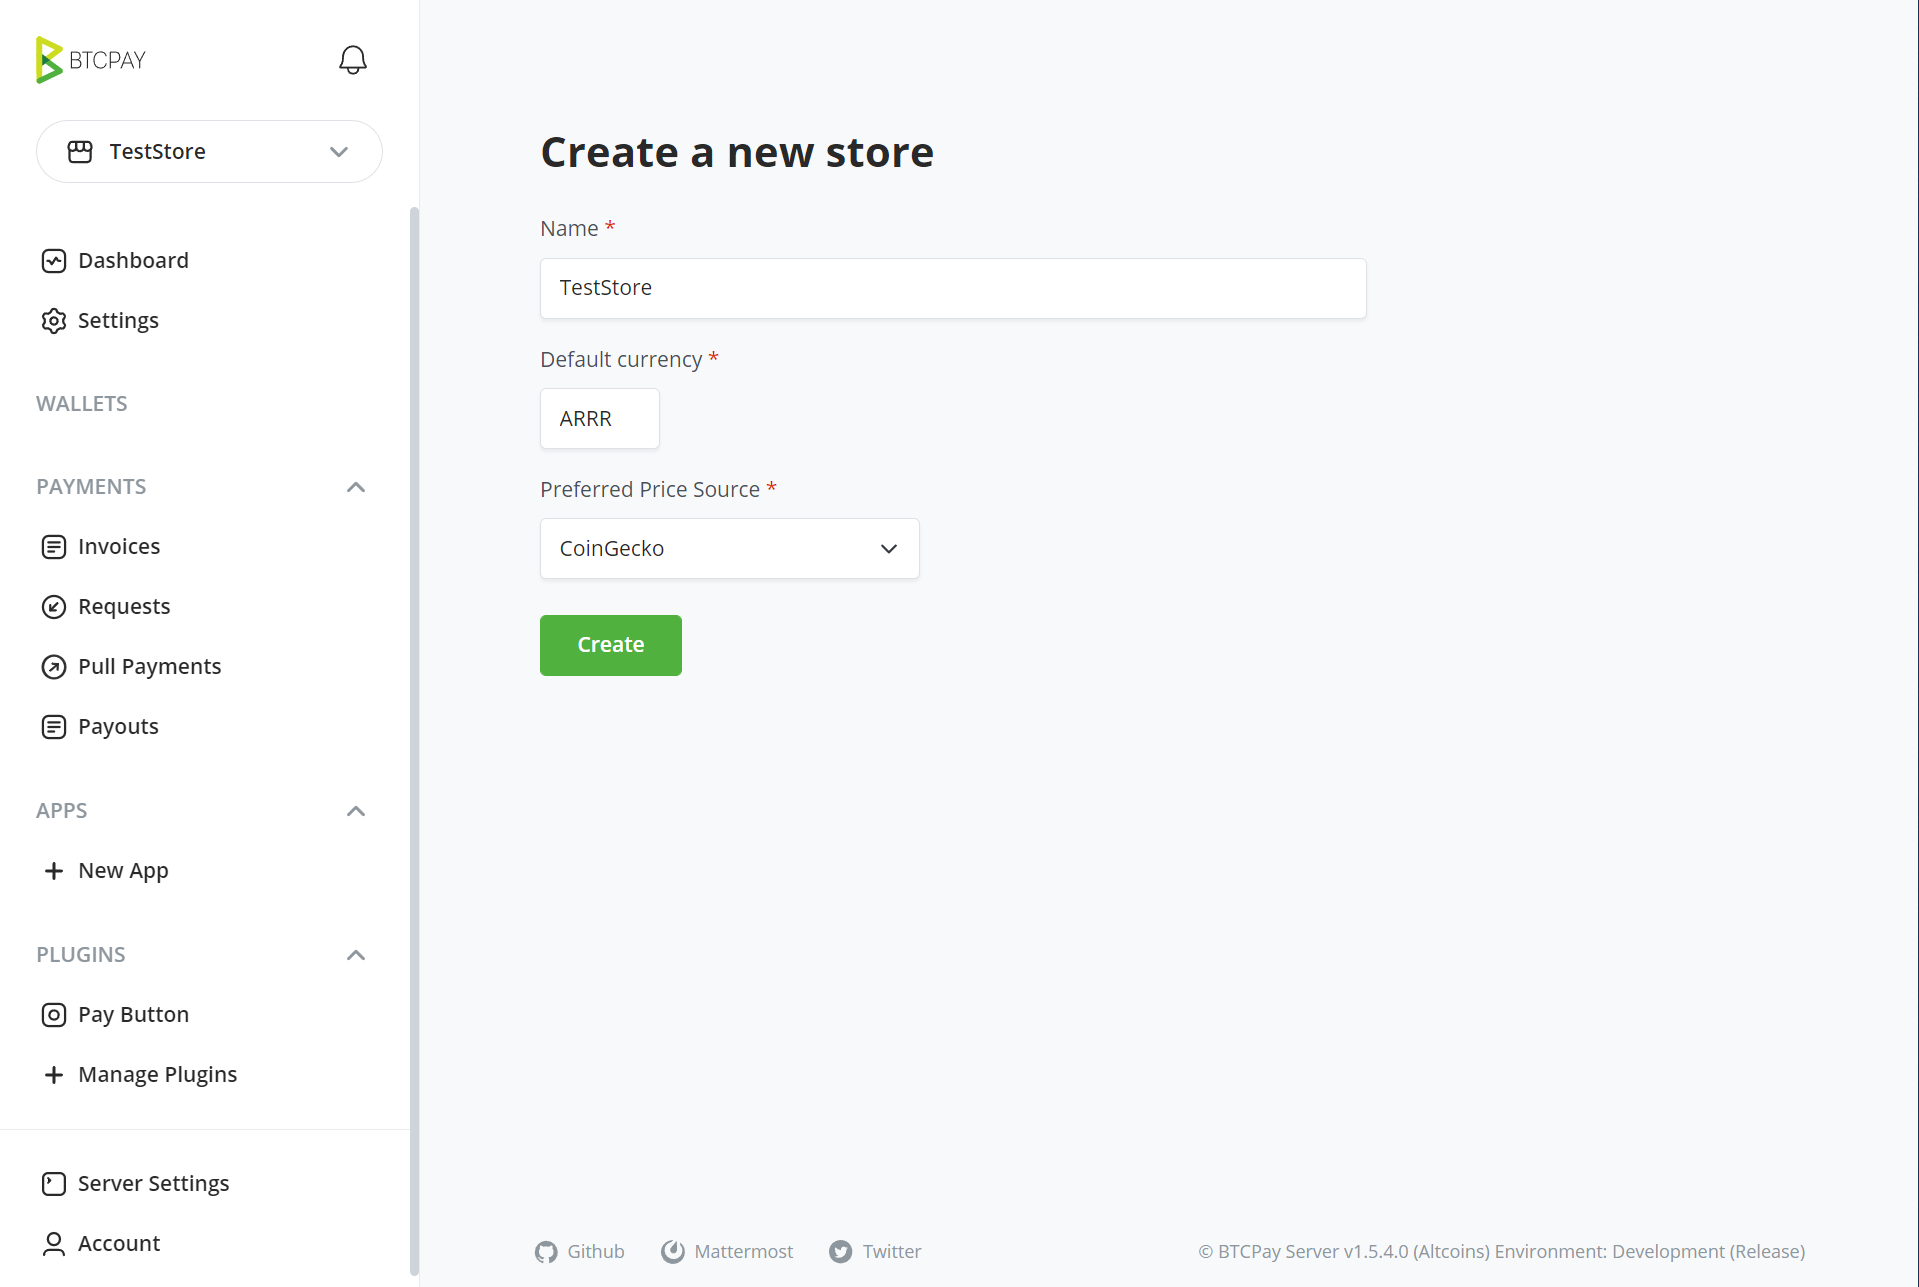 BTCPAY
TestStore
Dashboard
Settings
WALLETS
PAYMENTS
Invoices
Requests
Pull Payments
Payouts
APPS
New App
PLUGINS
Pay Button
Manage Plugins
Server Settings
Account
Create a new store
Name *
TestStore
Default currency *
ARRR
Preferred Price Source *
CoinGecko
Create
Github Mattermost Twitter © BTCPay Server v1.5.4.0 (Altcoins) Environment: Development (Release)